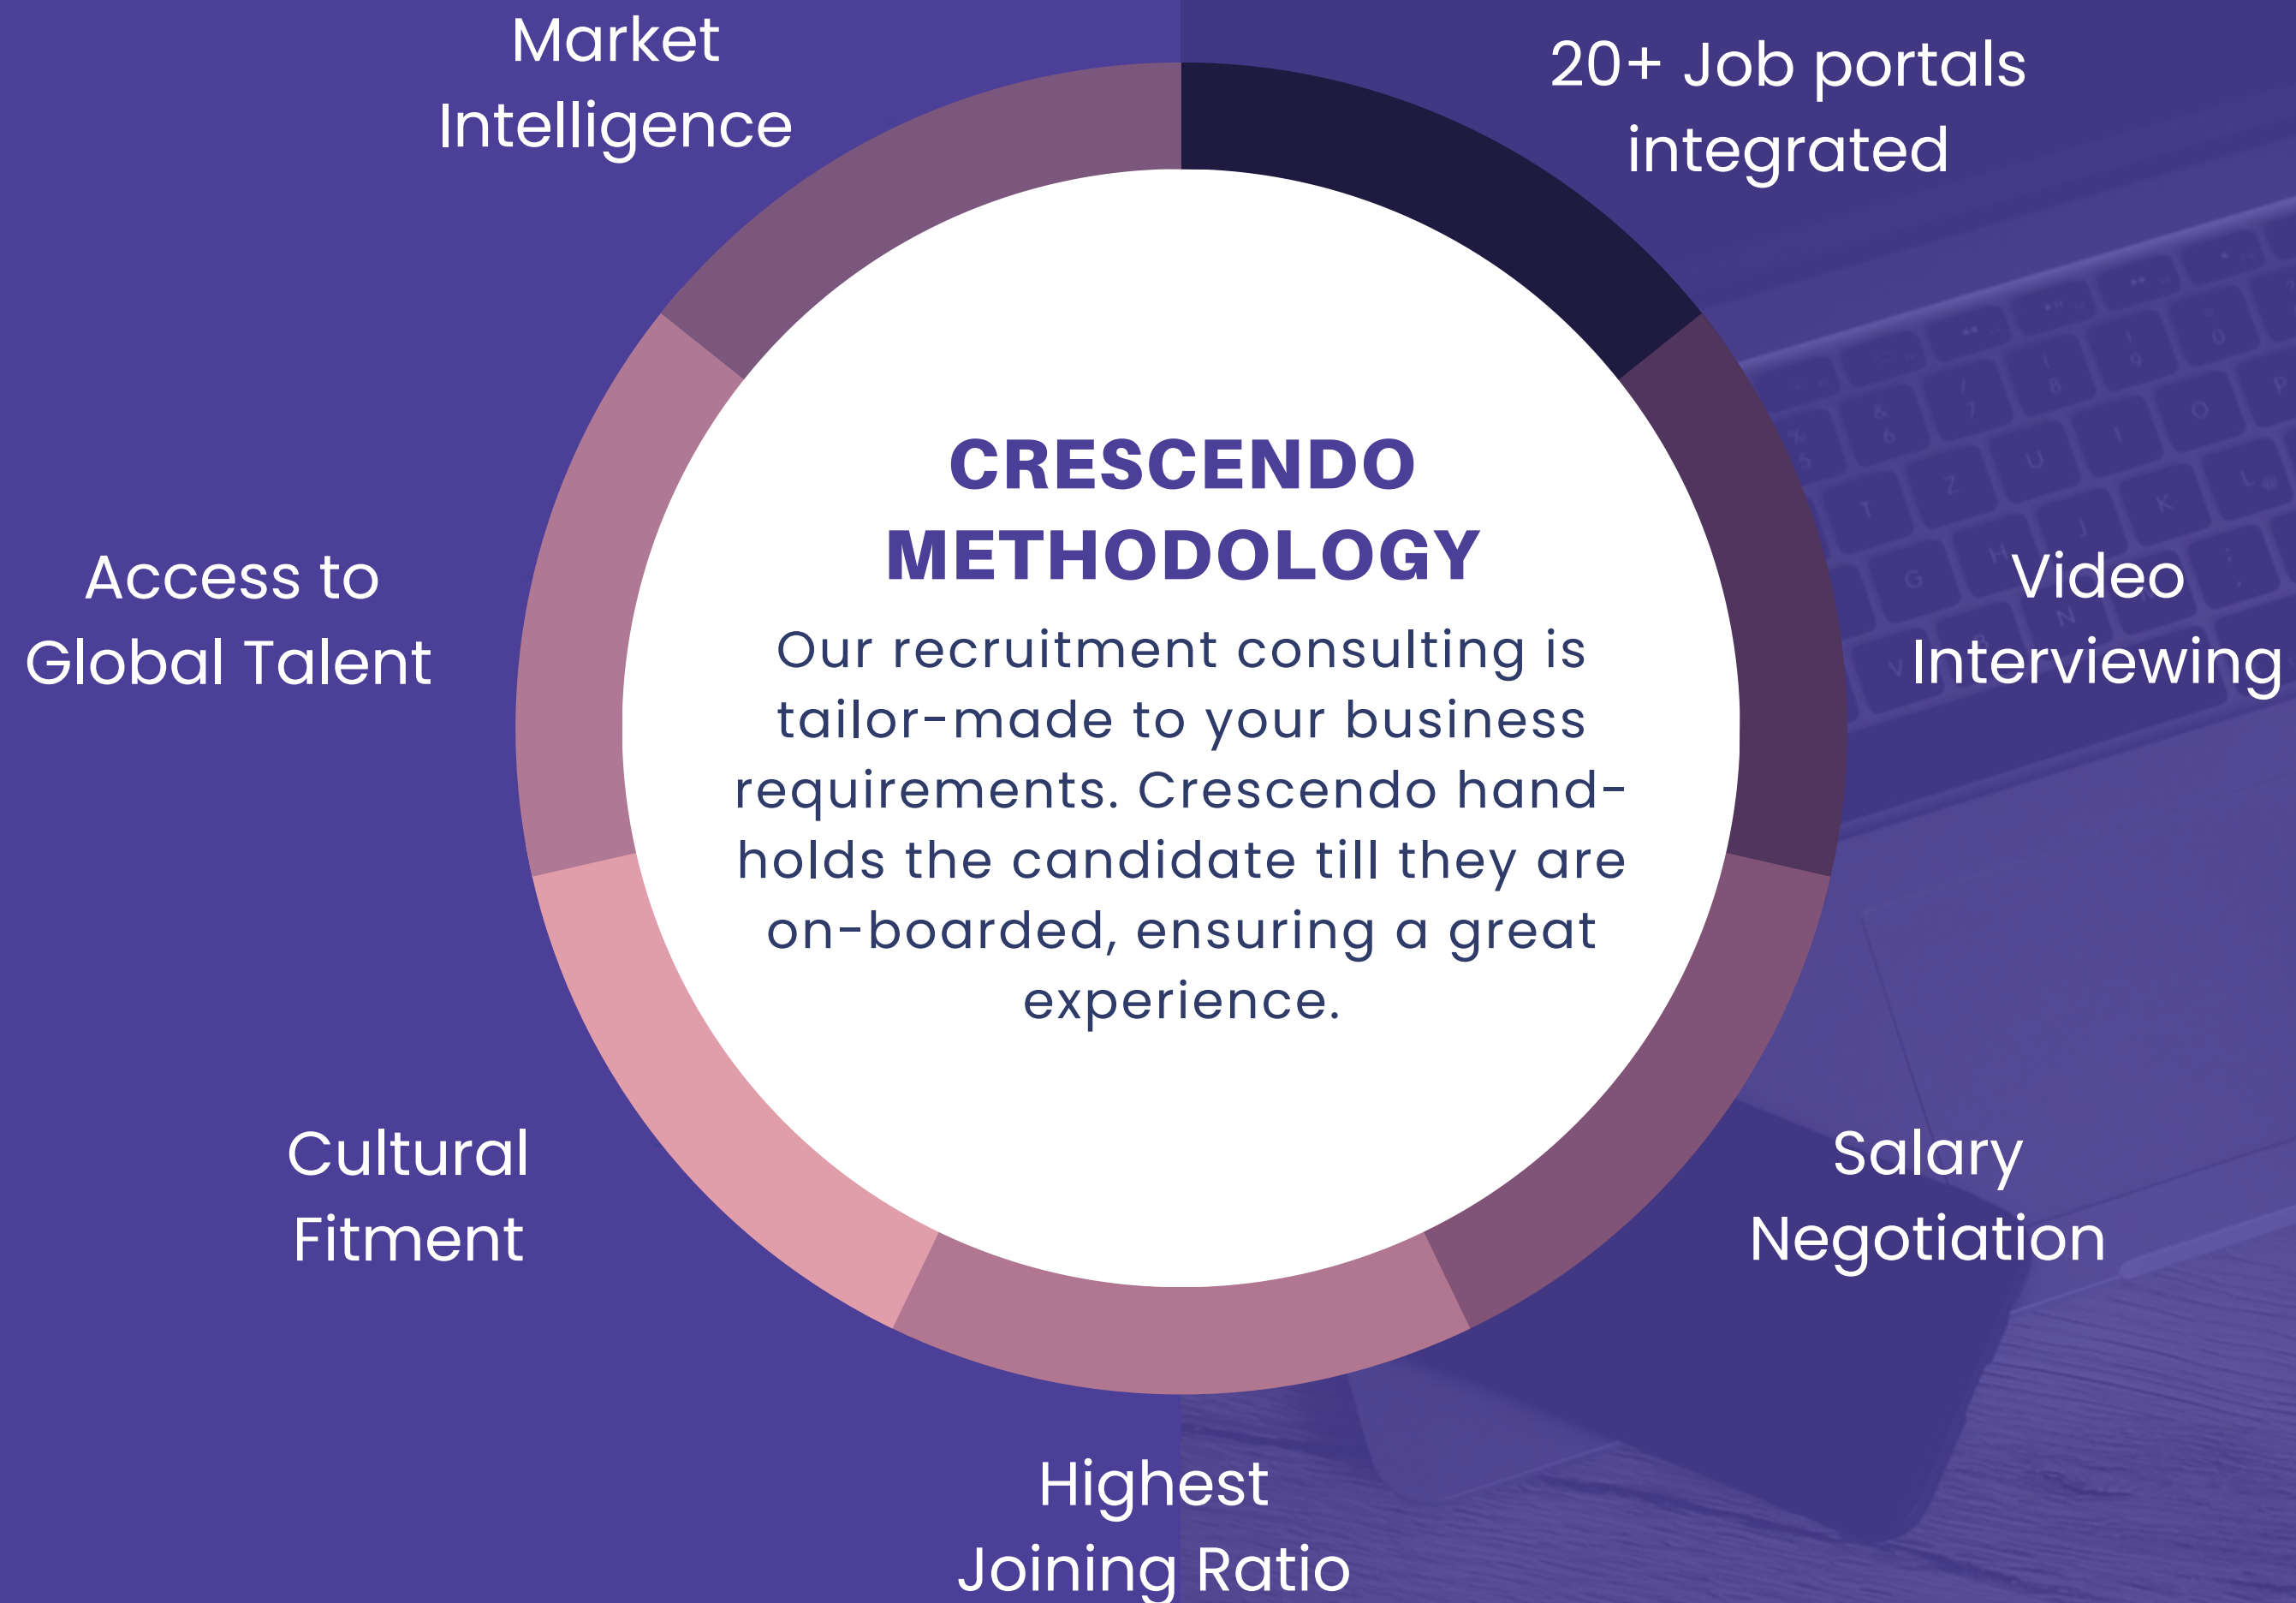 Market
Intelligence
20+ Job portals
integrated
CRESCENDO
METHODOLOGY
Our recruitment consulting is
tailor-made to your business
requirements. Crescendo hand-
holds the candidate till they are
on-boarded, ensuring a great
experience.
Access to
Global Talent
Video
Interviewing
Cultural
Fitment
Salary
Negotiation
Highest
Joining Ratio